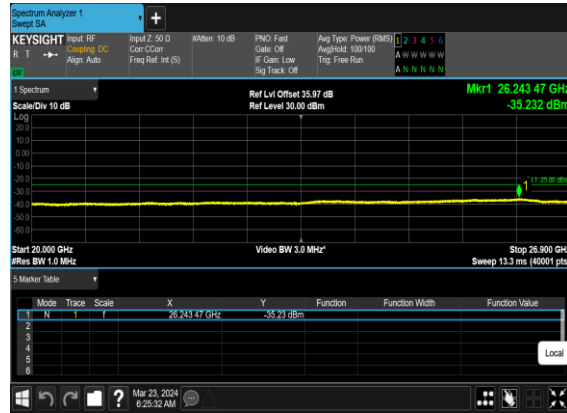 Spectrum Analyzer 1
Swept SA
KEYSIGHT Input: RF Input Z: 50 Ω #Atten: 10 dB PNO: Fast Avg Type: Power (RMS) 1 2 3 4 5 6
R T Coupling: DC Corr CCorr Gate: Off Avg|Hold: 100/100 A W W W W W
Align: Auto Freq Ref: Int (S) IF Gain: Low Trig: Free Run
LW Sig Track: Off A N N N N N
1 Spectrum Ref Lvl Offset 35.97 dB Mkr1 26.243 47 GHz
Scale/Div 10 dB Ref Level 30.00 dBm -35.232 dBm
Log
20.0
10.0
0.00
-10.0
-20.0
L1 -25.00 dBm
1
-30.0
-40.0
-50.0
-60.0
Start 20.000 GHz Video BW 3.0 MHz* Stop 26.900 GHz
#Res BW 1.0 MHz Sweep 13.3 ms (40001 pts)
5 Marker Table
Mode Trace Scale X Y Function Function Width Function Value
1 N 1 f 26.243 47 GHz -35.23 dBm
2
3
4
5
6
Local
? Mar 23, 2024
6:25:32 AM